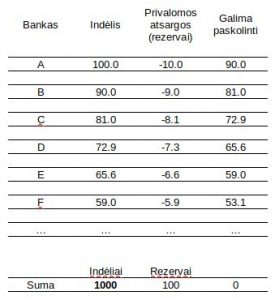 Bankas Indėlis Privalomos atsargos (rezervai) Galima paskolinti
A 100.0 -10.0 90.0
B 90.0 -9.0 81.0
C 81.0 -8.1 72.9
D 72.9 -7.3 65.6
E 65.6 -6.6 59.0
F 59.0 -5.9 53.1
... ... ... ...
Indėliai Rezervai
Suma 1000 100 0